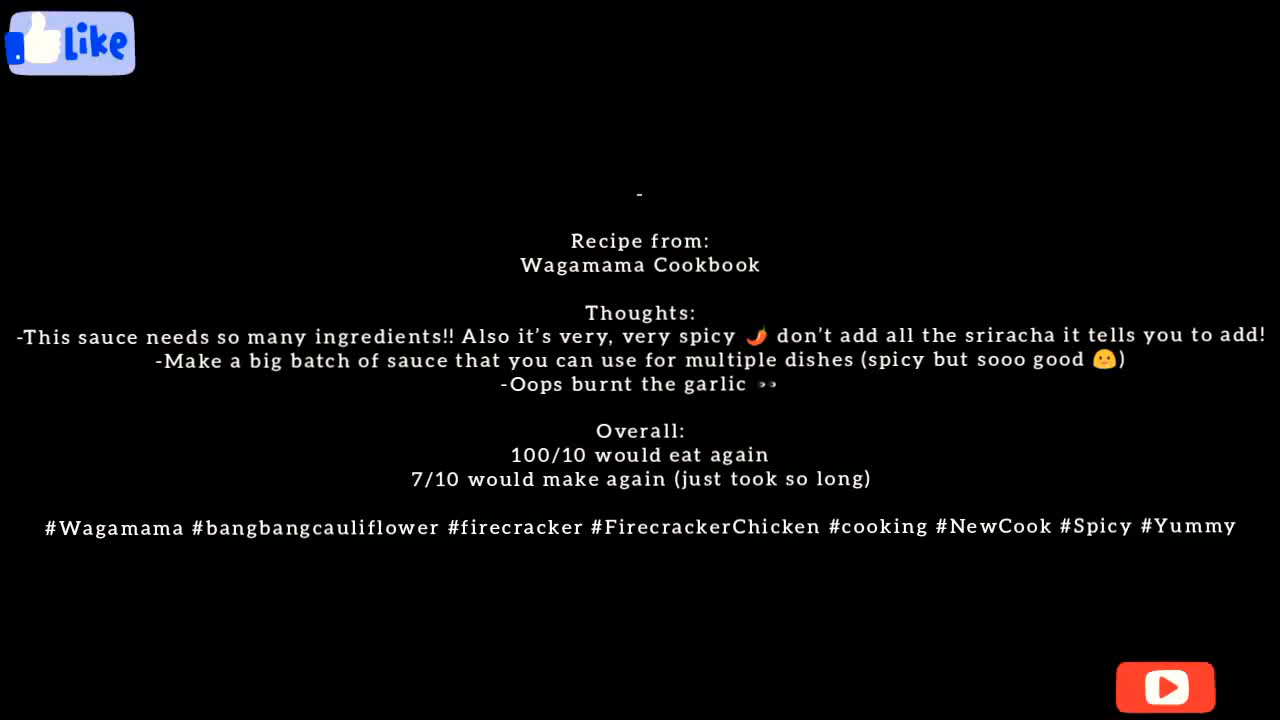 Like
-
Recipe from:
Wagamama Cookbook
Thoughts:
-This sauce needs so many ingredients!! Also it’s very, very spicy 🌶️ don’t add all the sriracha it tells you to add!
-Make a big batch of sauce that you can use for multiple dishes (spicy but sooo good 😶)
-Oops burnt the garlic 👀
Overall:
100/10 would eat again
7/10 would make again (just took so long)
#Wagamama #bangbangcauliflower #firecracker #FirecrackerChicken #cooking #NewCook #Spicy #Yummy